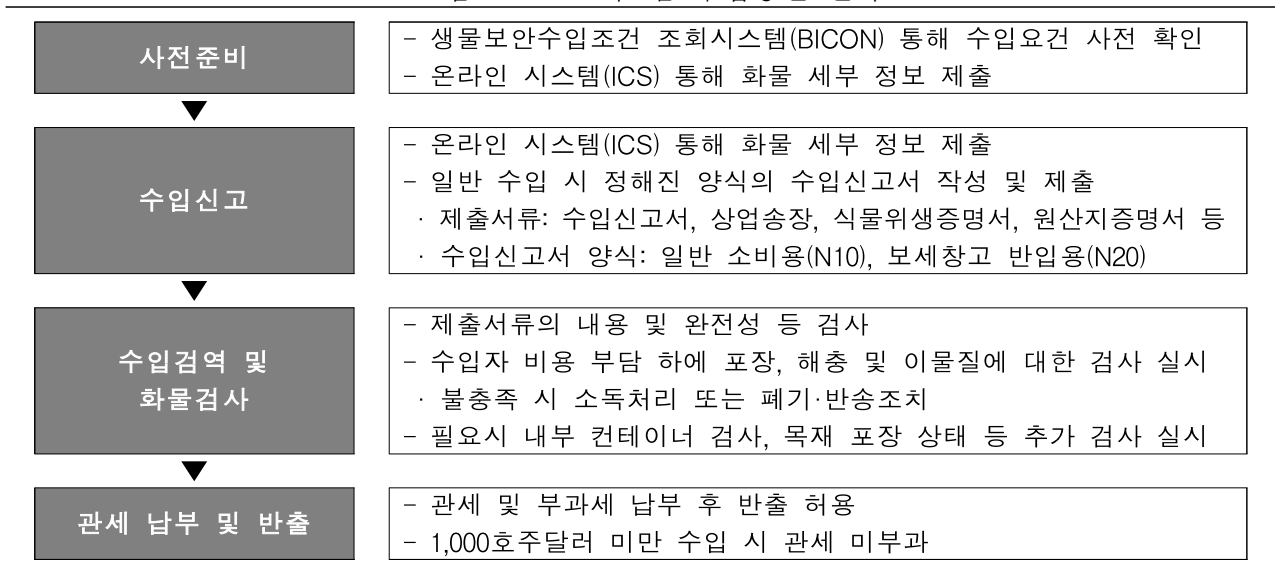 사전준비
- 생물보안수입조건 조회시스템(BICON) 통해 수입요건 사전 확인
- 온라인 시스템(ICS) 통해 화물 세부 정보 제출
수입신고
- 온라인 시스템(ICS) 통해 화물 세부 정보 제출
- 일반 수입 시 정해진 양식의 수입신고서 작성 및 제출
· 제출서류: 수입신고서, 상업송장, 식물위생증명서, 원산지증명서 등
· 수입신고서 양식: 일반 소비용(N10), 보세창고 반입용(N20)
수입검역 및
화물검사
- 제출서류의 내용 및 완전성 등 검사
- 수입자 비용 부담 하에 포장, 해충 및 이물질에 대한 검사 실시
· 불충족 시 소독처리 또는 폐기·반송조치
- 필요시 내부 컨테이너 검사, 목재 포장 상태 등 추가 검사 실시
관세 납부 및 반출
- 관세 및 부과세 납부 후 반출 허용
- 1,000호주달러 미만 수입 시 관세 미부과